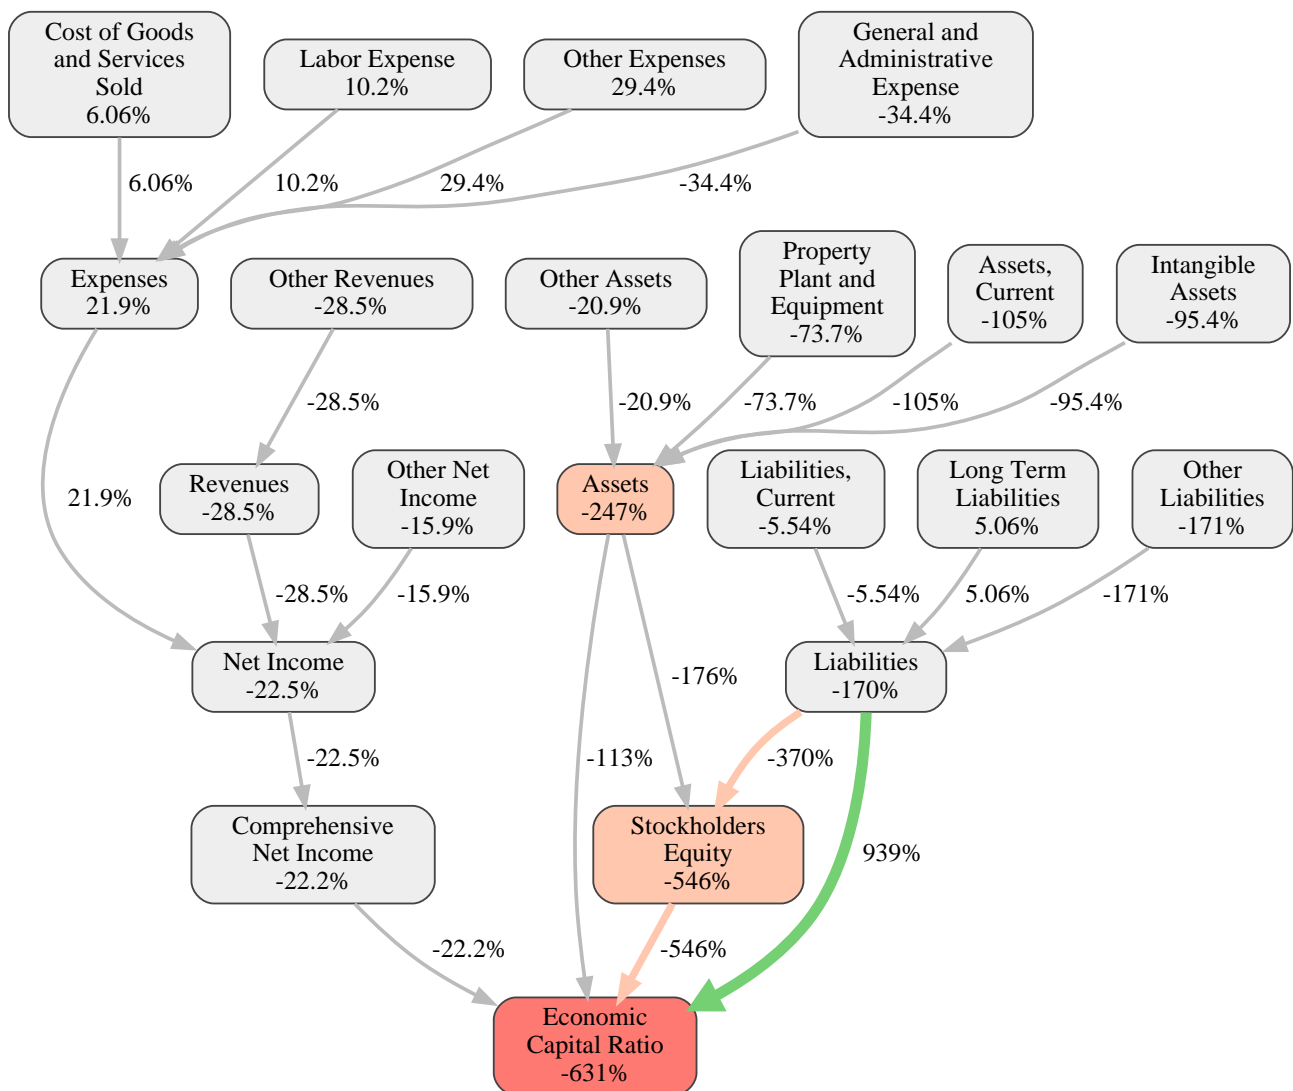 Cost of Goods
and Services
Sold
6.06%
Labor Expense
10.2%
Other Expenses
29.4%
General and
Administrative
Expense
-34.4%
6.06%
10.2%
29.4%
-34.4%
Expenses
21.9%
Other Revenues
-28.5%
Other Assets
-20.9%
Property
Plant and
Equipment
-73.7%
Assets,
Current
-105%
Intangible
Assets
-95.4%
-28.5%
-20.9%
-73.7%
-105%
-95.4%
21.9%
Revenues
-28.5%
Other Net
Income
-15.9%
Assets
-247%
Liabilities,
Current
-5.54%
Long Term
Liabilities
5.06%
Other
Liabilities
-171%
-28.5%
-15.9%
-5.54%
5.06%
-171%
Net Income
-22.5%
-176%
Liabilities
-170%
-22.5%
-113%
-370%
Comprehensive
Net Income
-22.2%
Stockholders
Equity
-546%
939%
-22.2%
-546%
Economic
Capital Ratio
-631%